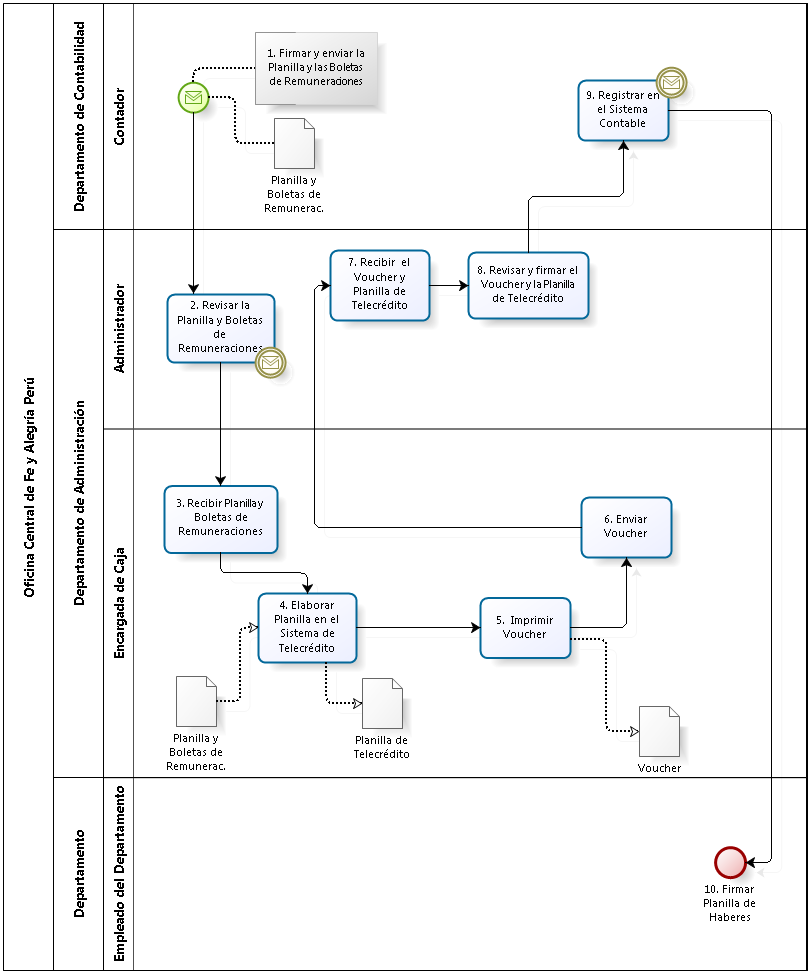 Oficina Central de Fe y Alegría Perú
Departamento de Contabilidad
Contador
1. Firmar y enviar la
Planilla y las Boletas
de Remuneraciones
Planilla y
Boletas de
Remunerac.
9. Registrar en
el Sistema
Contable
Departamento de Administración
Administrador
2. Revisar la
Planilla y Boletas
de
Remuneraciones
7. Recibir el
Voucher y
Planilla de
Telecrédito
8. Revisar y firmar el
Voucher y la Planilla
de Telecrédito
Encargada de Caja
3. Recibir Planilla y
Boletas de
Remuneraciones
6. Enviar
Voucher
4. Elaborar
Planilla en el
Sistema de
Telecrédito
5. Imprimir
Voucher
Planilla y
Boletas de
Remunerac.
Planilla de
Telecrédito
Voucher
Departamento
Empleado del Departamento
10. Firmar
Planilla de
Haberes